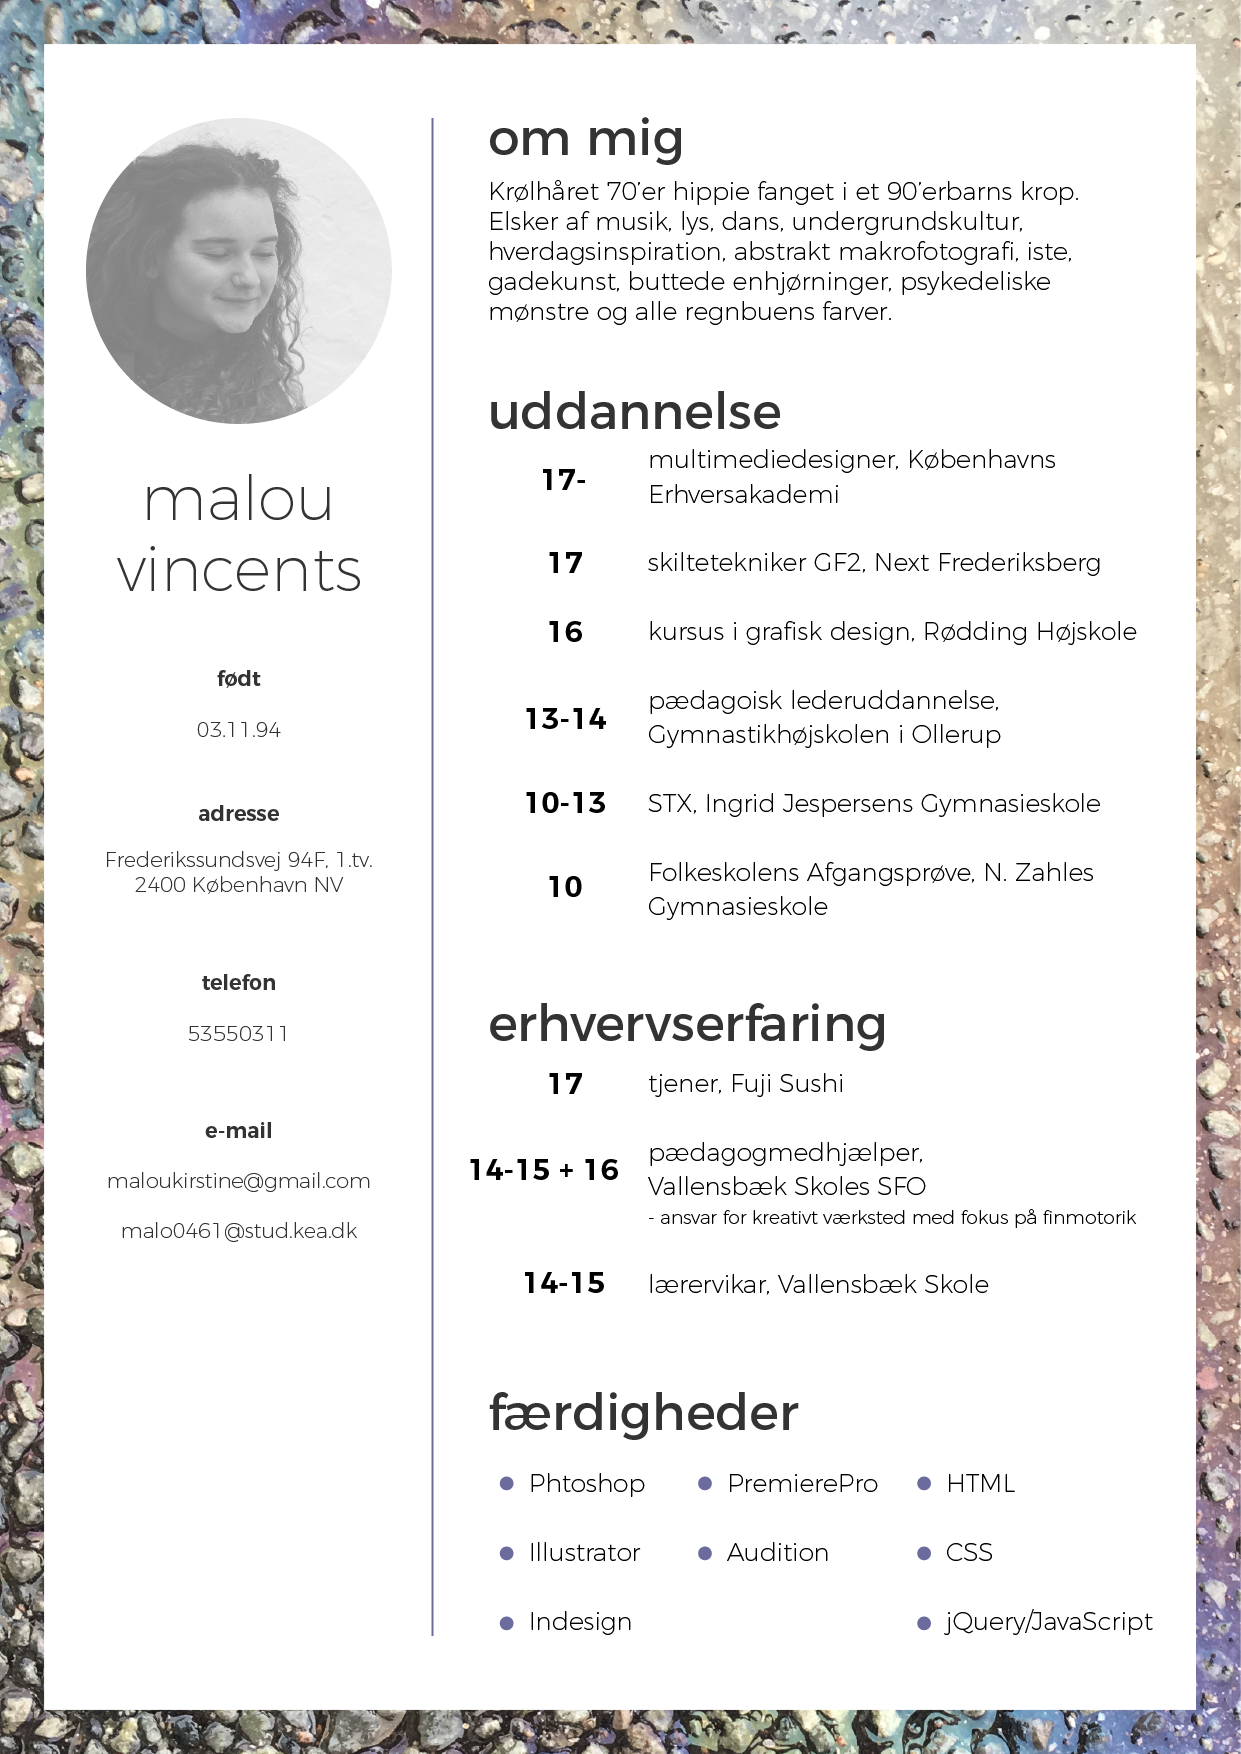 malou
vincents
født
03.11.94
adresse
Frederikssundsvej 94F, 1.tv.
2400 København NV
telefon
53550311
e-mail
maloukirstine@gmail.com
malo0461@stud.kea.dk
om mig
Krølhåret 70'er hippie fanget i et 90'erbarns krop.
Elsker af musik, lys, dans, undergrundskultur,
hverdagsinspiration, abstrakt makrofotografi, iste,
gadekunst, buttede enhjørninger, psykedeliske
mønstre og alle regnbuens farver.
uddannelse
17- multimediedesigner, Københavns
Erhversakademi
17 skiltetekniker GF2, Next Frederiksberg
16 kursus i grafisk design, Rødding Højskole
13-14 pædagoisk lederuddannelse,
Gymnastikhøjskolen i Ollerup
10-13 STX, Ingrid Jespersens Gymnasieskole
10 Folkeskolens Afgangsprøve, N. Zahles
Gymnasieskole
erhvervserfaring
17 tjener, Fuji Sushi
14-15 + 16 pædagogmedhjælper,
Vallensbæk Skoles SFO
- ansvar for kreativt værksted med fokus på finmotorik
14-15 lærervikar, Vallensbæk Skole
færdigheder
Phtoshop PremierePro HTML
Illustrator Audition CSS
Indesign jQuery/JavaScript